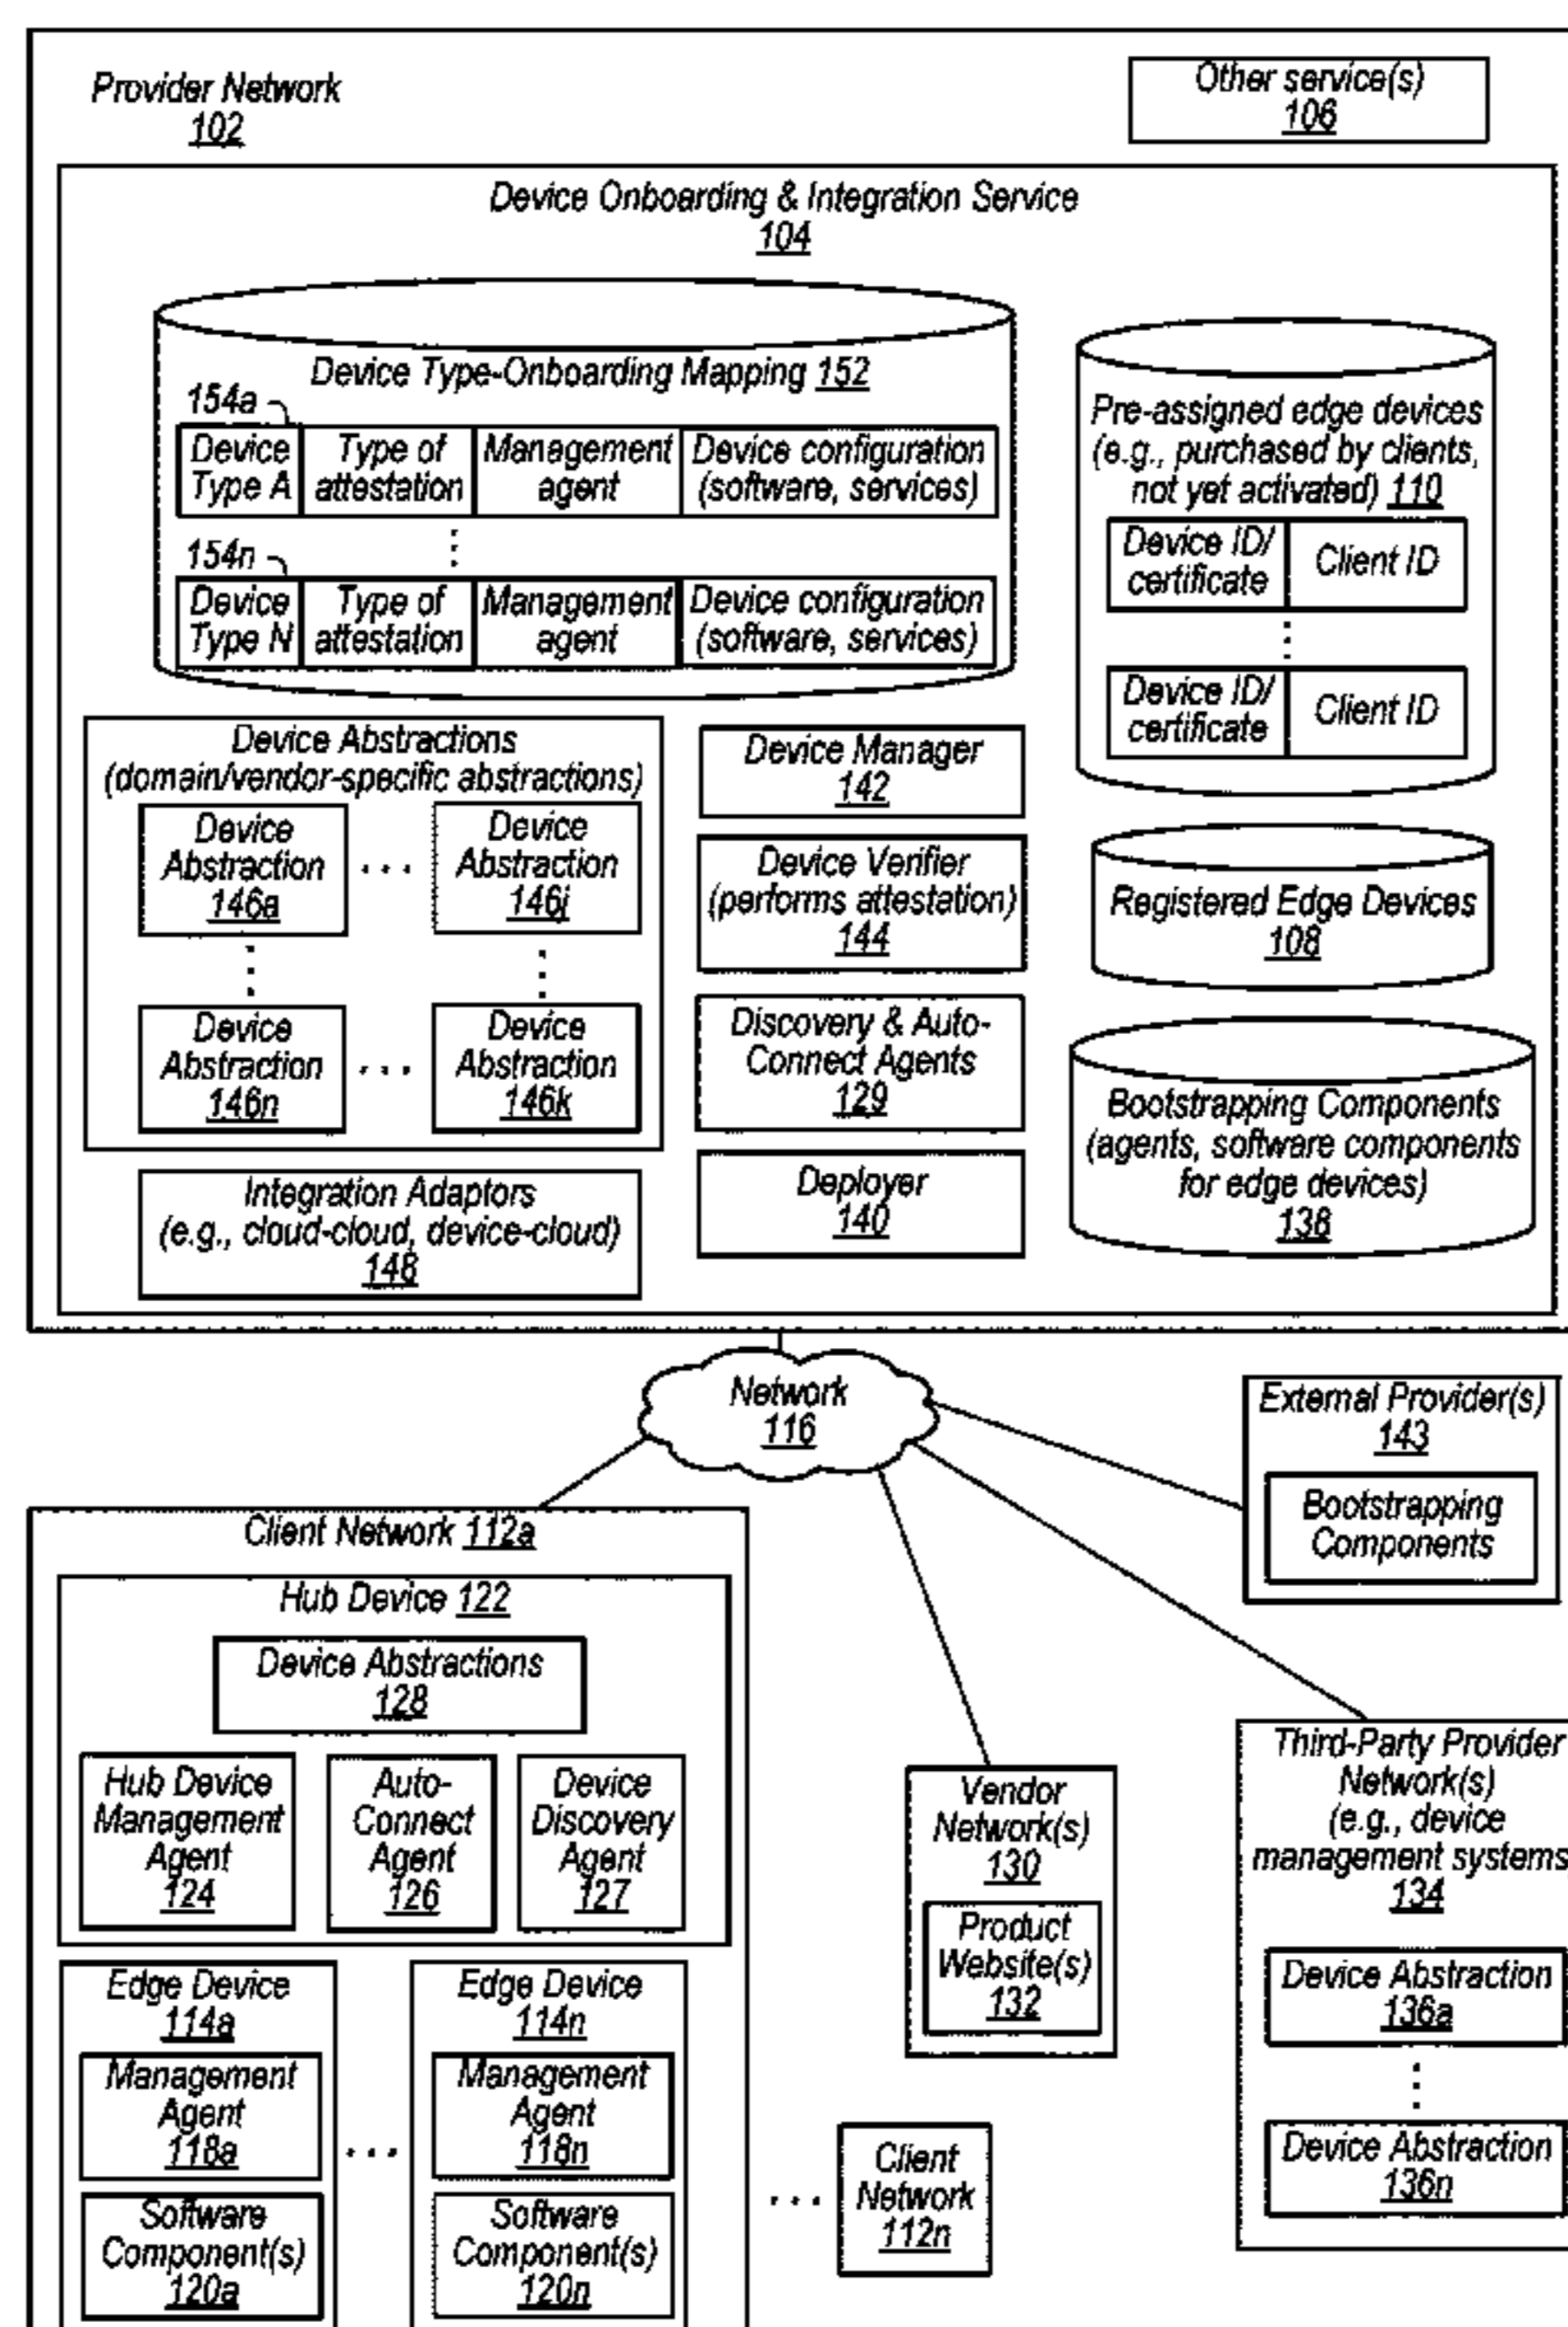 Provider Network
102
Other service(s)
106
Device Onboarding & Integration Service
104
Device Type-Onboarding Mapping 152
154a
Device Type A
Type of attestation
Management agent
Device configuration (software, services)
154n
Device Type N
Type of attestation
Management agent
Device configuration (software, services)
Pre-assigned edge devices
(e.g., purchased by clients,
not yet activated) 110
Device ID/
certificate
Client ID
Device ID/
certificate
Client ID
Device Abstractions
(domain/vendor-specific abstractions)
Device
Abstraction
146a
...
Device
Abstraction
146j
Device
Abstraction
146n
...
Device
Abstraction
146k
Integration Adaptors
(e.g., cloud-cloud, device-cloud)
148
Device Manager
142
Device Verifier
(performs attestation)
144
Discovery & Auto-
Connect Agents
129
Deployer
140
Registered Edge Devices
108
Bootstrapping Components
(agents, software components
for edge devices)
138
Network
116
External Provider(s)
143
Bootstrapping
Components
Client Network 112a
Hub Device 122
Device Abstractions
128
Hub Device
Management
Agent
124
Auto-
Connect
Agent
126
Device
Discovery
Agent
127
Edge Device
114a
Management
Agent
118a
Software
Component(s)
120a
...
Edge Device
114n
Management
Agent
118n
Software
Component(s)
120n
Vendor
Network(s)
130
Product
Website(s)
132
...
Client
Network
112n
Third-Party Provider
Network(s)
(e.g., device
management systems
134
Device Abstraction
136a
Device Abstraction
136n